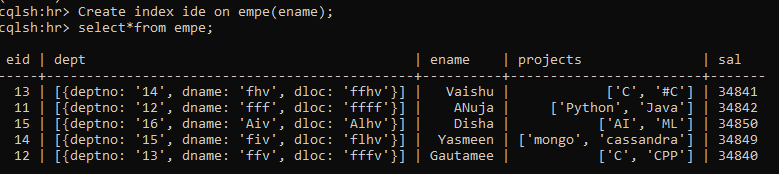 cqlsh:hr> Create index ide on empe(ename);
cqlsh:hr> select*from empe;
eid | dept | ename | projects | sal
-----+------------------------------------------------+----------+----------------------+-------
13 | [{deptno: '14', dname: 'fhv', dloc: 'ffhv'}] | Vaishu | ['C', '#C'] | 34841
11 | [{deptno: '12', dname: 'fff', dloc: 'ffff'}] | ANuja | ['Python', 'Java'] | 34842
15 | [{deptno: '16', dname: 'Aiv', dloc: 'Alhv'}] | Disha | ['AI', 'ML'] | 34850
14 | [{deptno: '15', dname: 'fiv', dloc: 'flhv'}] | Yasmeen | ['mongo', 'cassandra'] | 34849
12 | [{deptno: '13', dname: 'ffv', dloc: 'fffv'}] | Gautamee | ['C', 'CPP'] | 34840